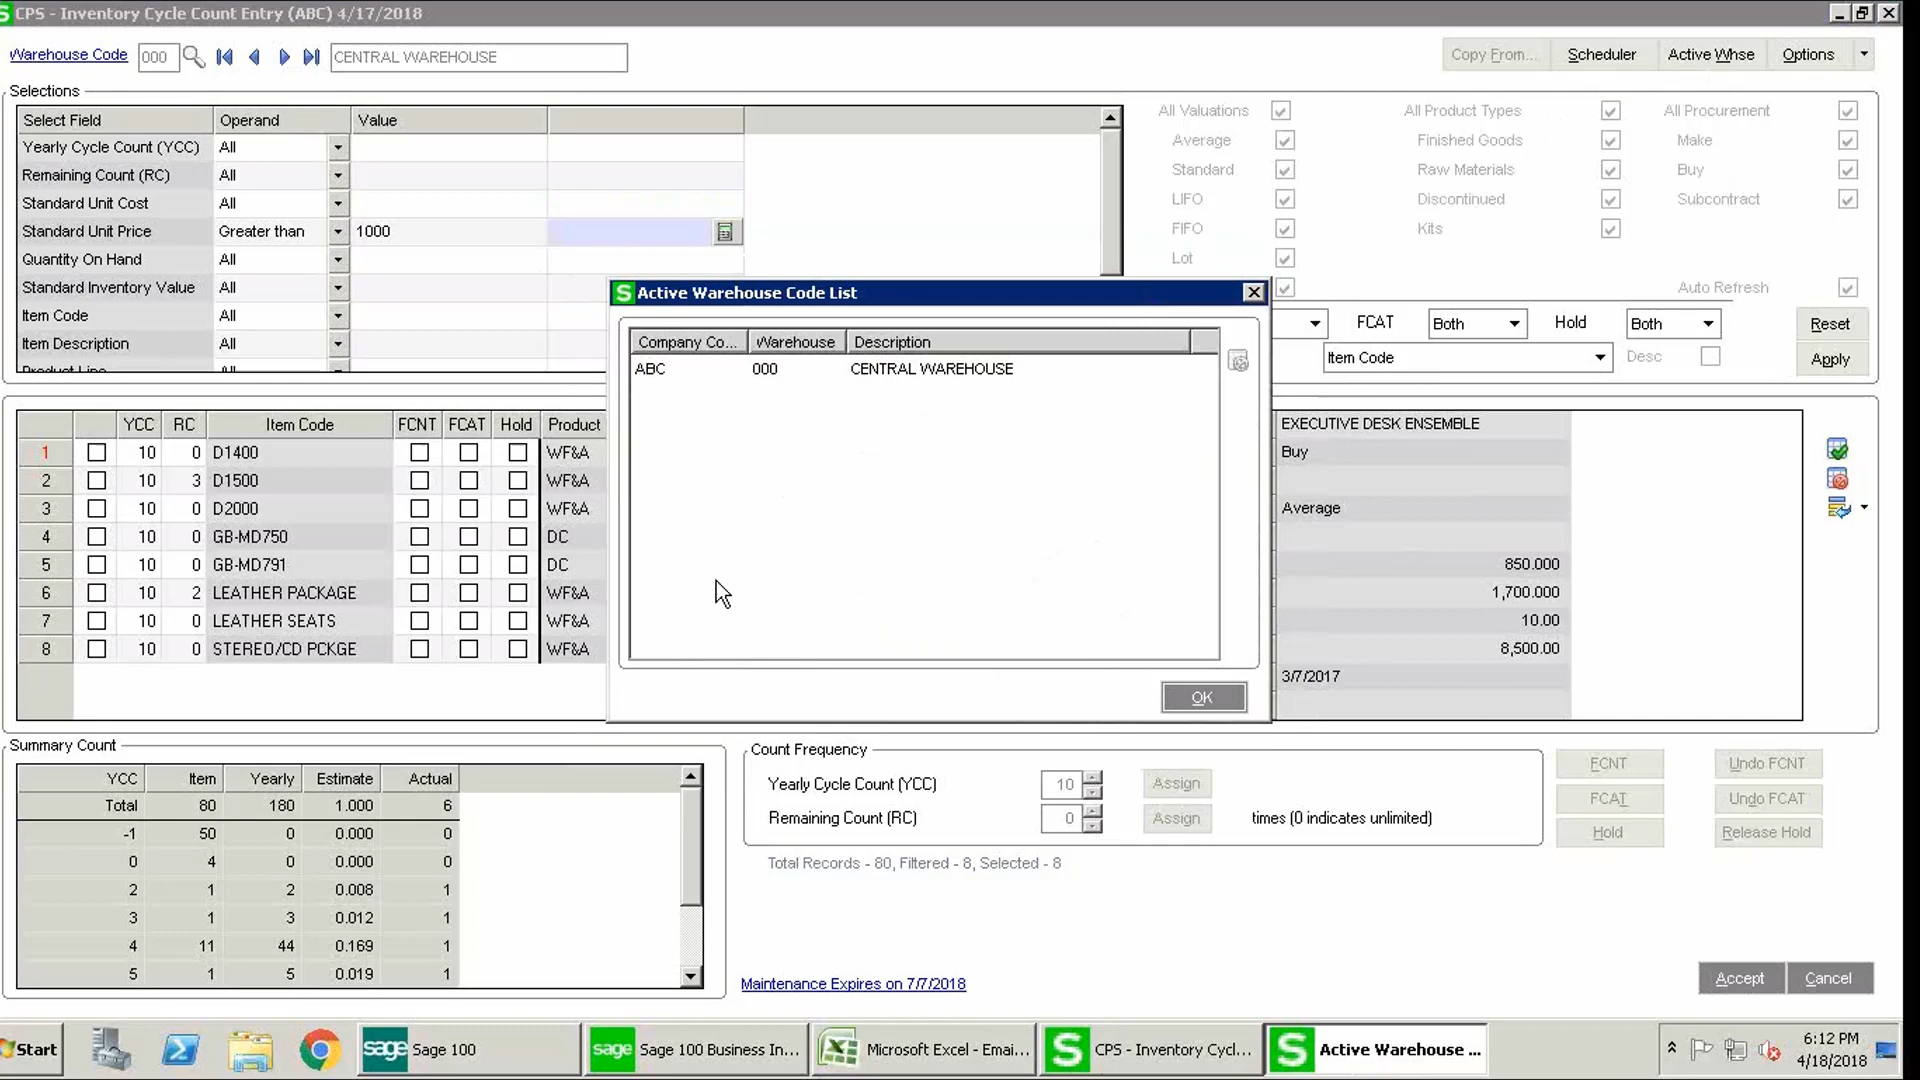 CPS - Inventory Cycle Count Entry (ABC) 4/17/2018
Warehouse Code 000 CENTRAL WAREHOUSE Copy From... Scheduler Active Whse Options
Selections
Select Field Operand Value
Yearly Cycle Count (YCC) All
Remaining Count (RC) All
Standard Unit Cost All
Standard Unit Price Greater than 1000
Quantity On Hand All
Standard Inventory Value All
Item Code All
Item Description All
All Valuations All Product Types All Procurement
Average Finished Goods Make
Standard Raw Materials Buy
LIFO Discontinued Subcontract
FIFO Kits
Lot
Auto Refresh
FCAT Both Hold Both Reset
Item Code Desc Apply
Active Warehouse Code List
Company Co... Warehouse Description
ABC 000 CENTRAL WAREHOUSE
OK
YCC RC Item Code FCNT FCAT Hold Product
1 10 0 D1400 WF&A
2 10 3 D1500 WF&A
3 10 0 D2000 WF&A
4 10 0 GB-MD750 DC
5 10 0 GB-MD791 DC
6 10 2 LEATHER PACKAGE WF&A
7 10 0 LEATHER SEATS WF&A
8 10 0 STEREO/CD PCKGE WF&A
EXECUTIVE DESK ENSEMBLE
Buy
Average
850.000
1,700.000
10.00
8,500.00
3/7/2017
Summary Count
YCC Item Yearly Estimate Actual
Total 80 180 1.000 6
-1 50 0 0.000 0
0 4 0 0.000 0
2 1 2 0.008 1
3 1 3 0.012 1
4 11 44 0.169 1
5 1 5 0.019 1
Count Frequency
Yearly Cycle Count (YCC) 10 Assign
Remaining Count (RC) 0 Assign times (0 indicates unlimited)
Total Records - 80, Filtered - 8, Selected - 8
FCNT Undo FCNT
FCAT Undo FCAT
Hold Release Hold
Maintenance Expires on 7/7/2018
Accept Cancel
Start sage Sage 100 sage Sage 100 Business In... Microsoft Excel - Emai... CPS - Inventory Cycl... Active Warehouse ... 6:12 PM
4/18/2018